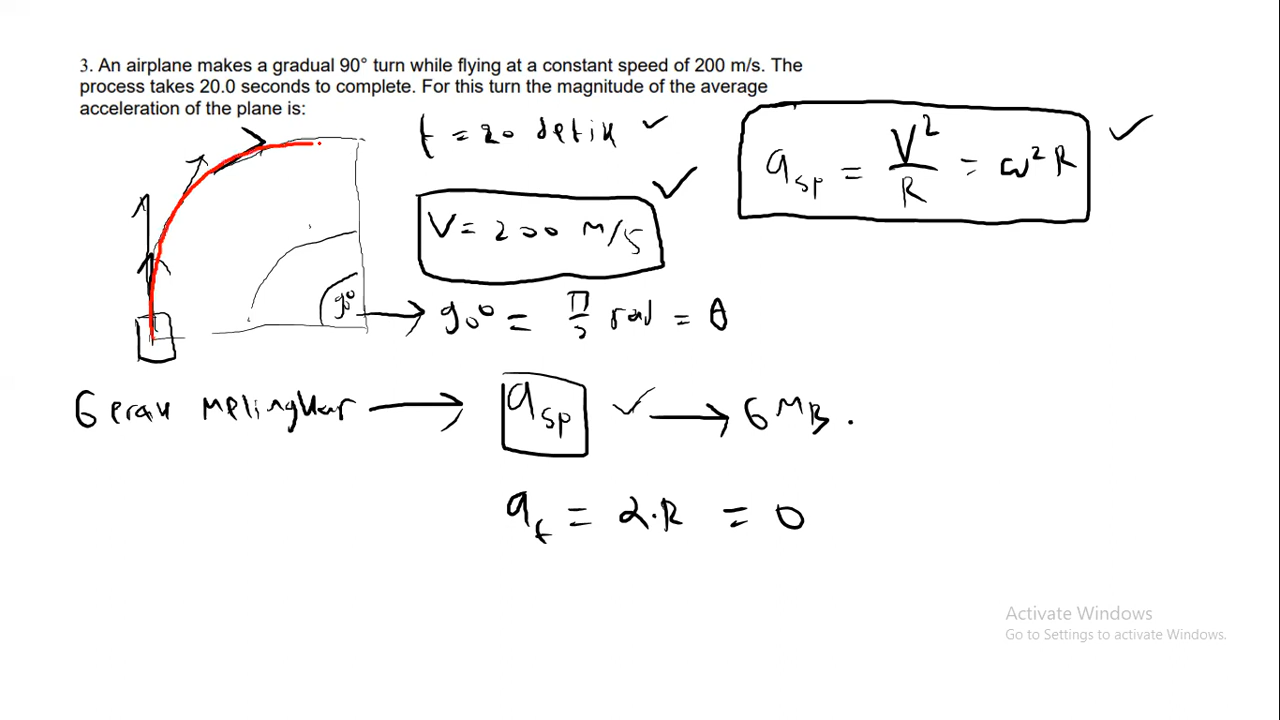 3. An airplane makes a gradual 90° turn while flying at a constant speed of 200 m/s. The
process takes 20.0 seconds to complete. For this turn the magnitude of the average
acceleration of the plane is:
t = 20 detik ✓
a_sp = V²/R = ω² R ✓
V = 200 m/s ✓
90° → 90° = π/2 rad = θ
Gerak melingkar → a_sp ✓ → GMB.
a_t = α.R = 0
Activate Windows
Go to Settings to activate Windows.